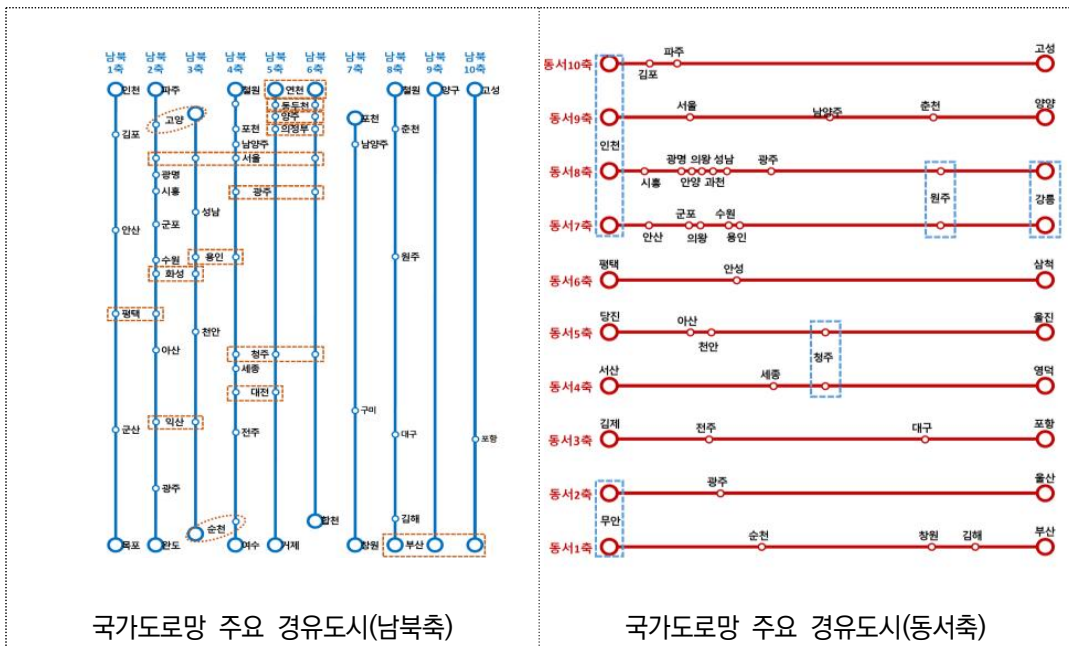 남북 남북 남북 남북 남북 남북 남북 남북 남북 남북
1축 2축 3축 4축 5축 6축 7축 8축 9축 10축
인천 파주 철원 연천 철원 양구 고성
동두천
고양 양주 포천
김포 포천 의정부 춘천
남양주 남양주
서울
광명
시흥 광주
성남
군포
안산
수원 용인 원주
화성
평택
천안
아산 청주
세종
대전
구미
익산
군산 전주 대구 포항
광주
김해
순천 합천
목포 완도 여수 거제 창원 부산
국가도로망 주요 경유도시(남북축)
파주 고성
동서10축
김포
서울 남양주 춘천 양양
동서9축
인천
광명 의왕 성남 광주
동서8축
시흥 안양 과천
원주 강릉
군포 수원
동서7축
안산 의왕 용인
평택 안성 삼척
동서6축
당진 아산 울진
동서5축
천안
청주
서산 세종 영덕
동서4축
김제 전주 대구 포항
동서3축
광주 울산
동서2축
무안
순천 창원 김해 부산
동서1축
국가도로망 주요 경유도시(동서축)